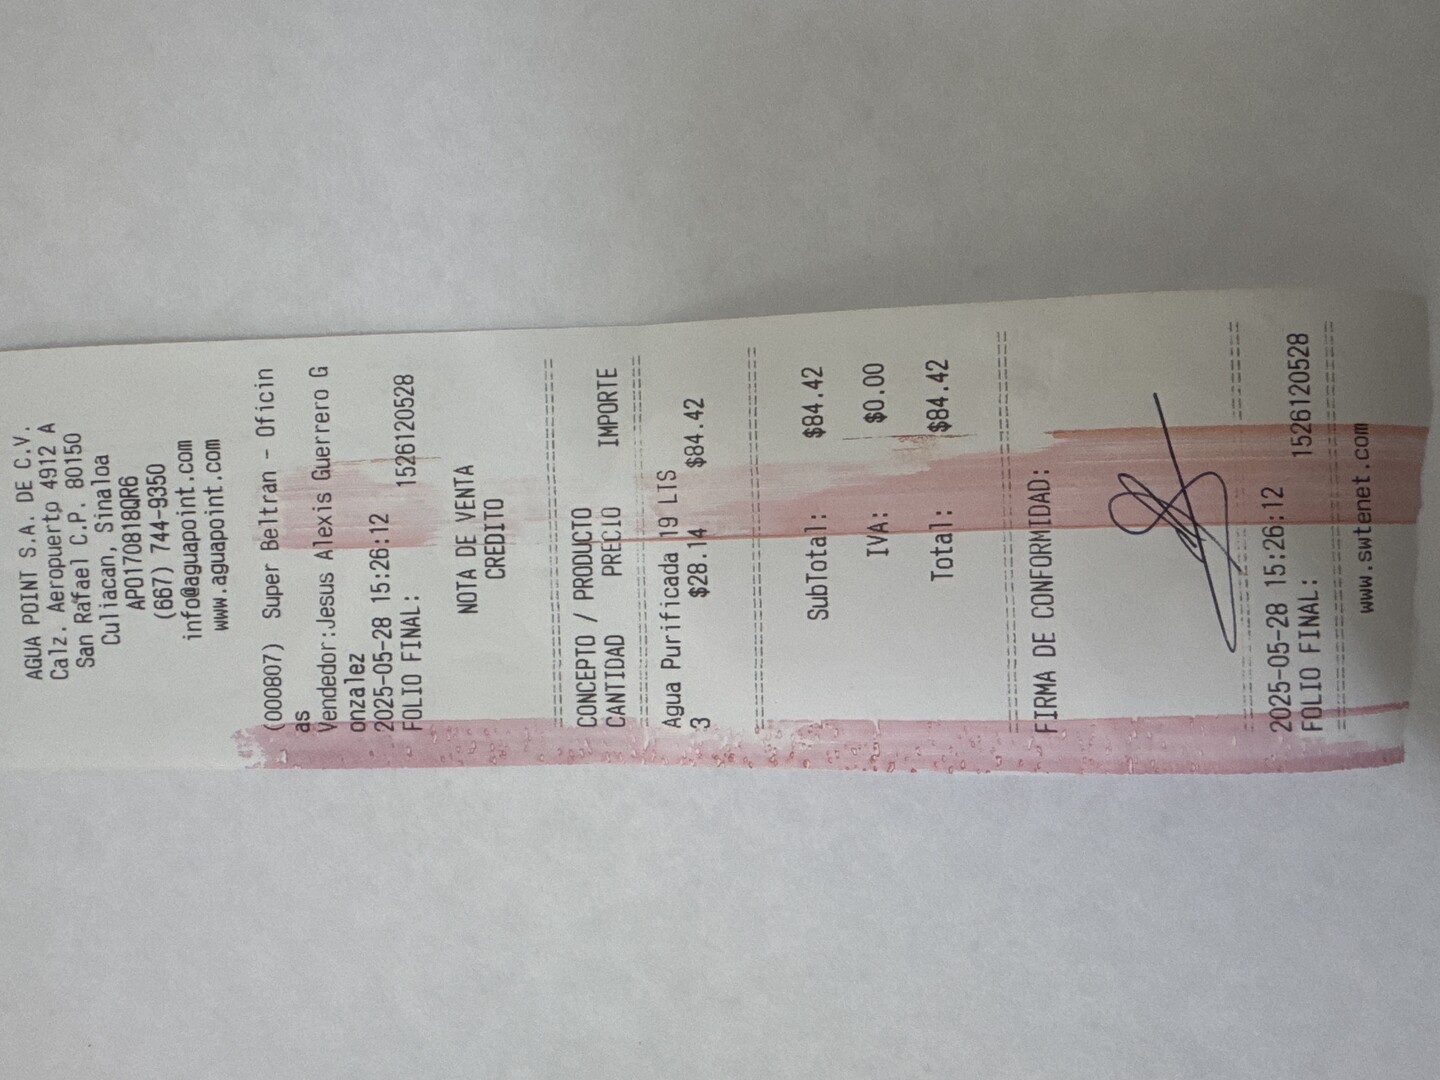 AGUA POINT S.A. DE C.V.
Calz. Aeropuerto 4912 A
San Rafael C.P. 80150
Culiacan, Sinaloa
APO170818QR6
(667) 744-9350
info@aguapoint.com
www.aguapoint.com
(000807) Super Beltran - Oficin
as
Vendedor:Jesus Alexis Guerrero G
onzalez
2025-05-28 15:26:12
FOLIO FINAL: 1526120528
NOTA DE VENTA
CREDITO
================================
CONCEPTO / PRODUCTO
CANTIDAD PRECIO IMPORTE
================================
Agua Purificada 19 LTS
3 $28.14 $84.42
================================
SubTotal: $84.42
IVA: $0.00
Total: $84.42
================================
FIRMA DE CONFORMIDAD:
================================
2025-05-28 15:26:12
FOLIO FINAL: 1526120528
================================
www.swtenet.com